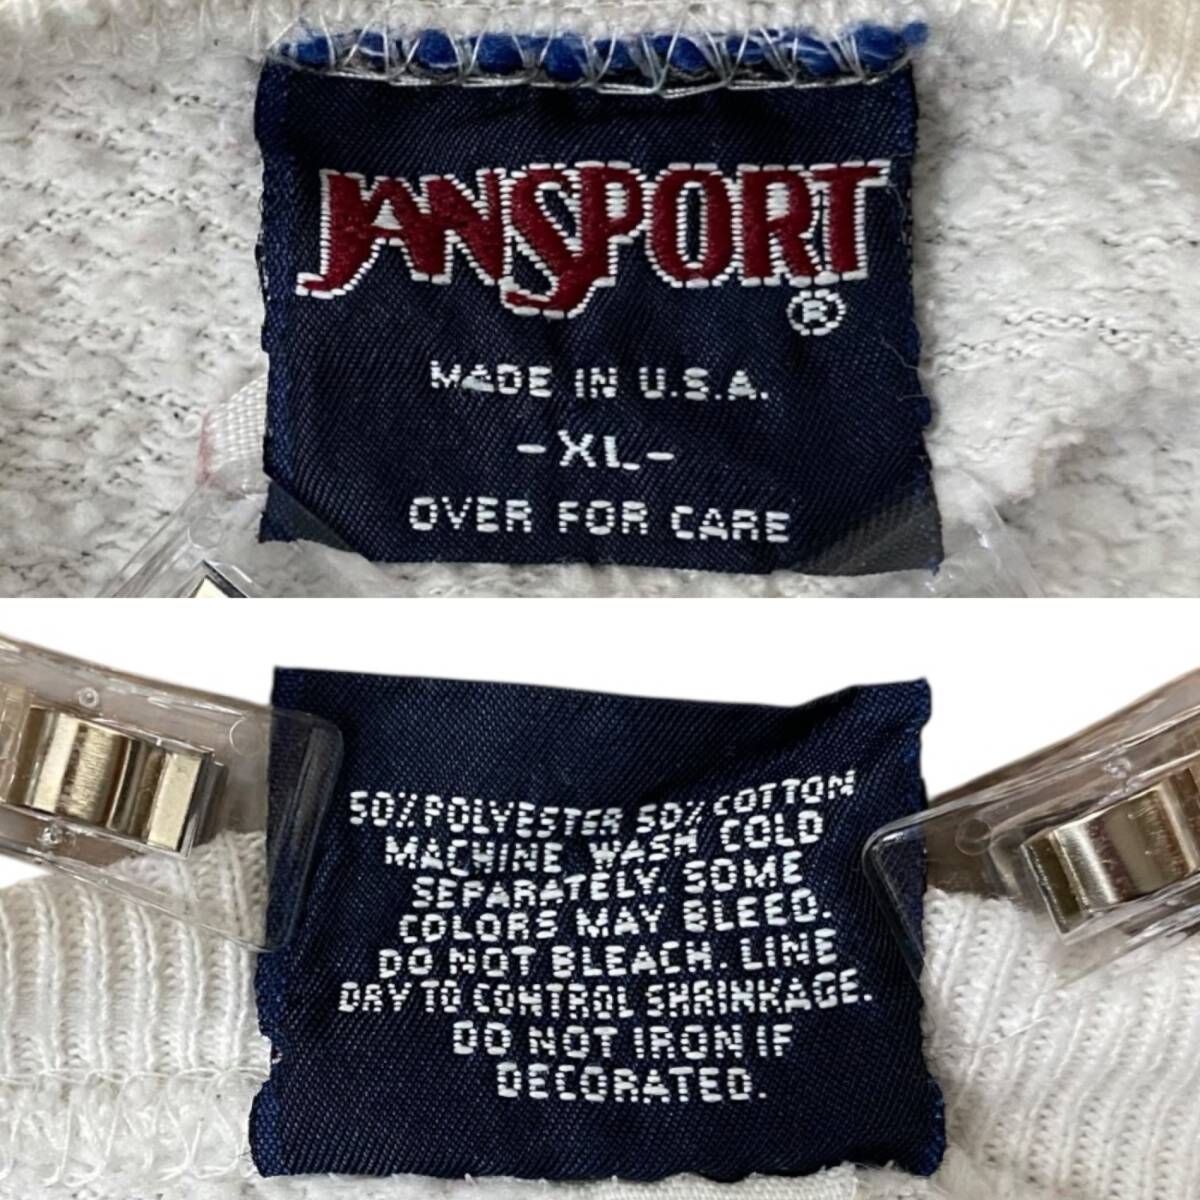 JANSPORT
®
MADE IN U.S.A.
-XL-
OVER FOR CARE
50% POLYESTER 50% COTTON
MACHINE WASH COLD
SEPARATELY. SOME
COLORS MAY BLEED.
DO NOT BLEACH. LINE
DRY TO CONTROL SHRINKAGE.
DO NOT IRON IF
DECORATED.